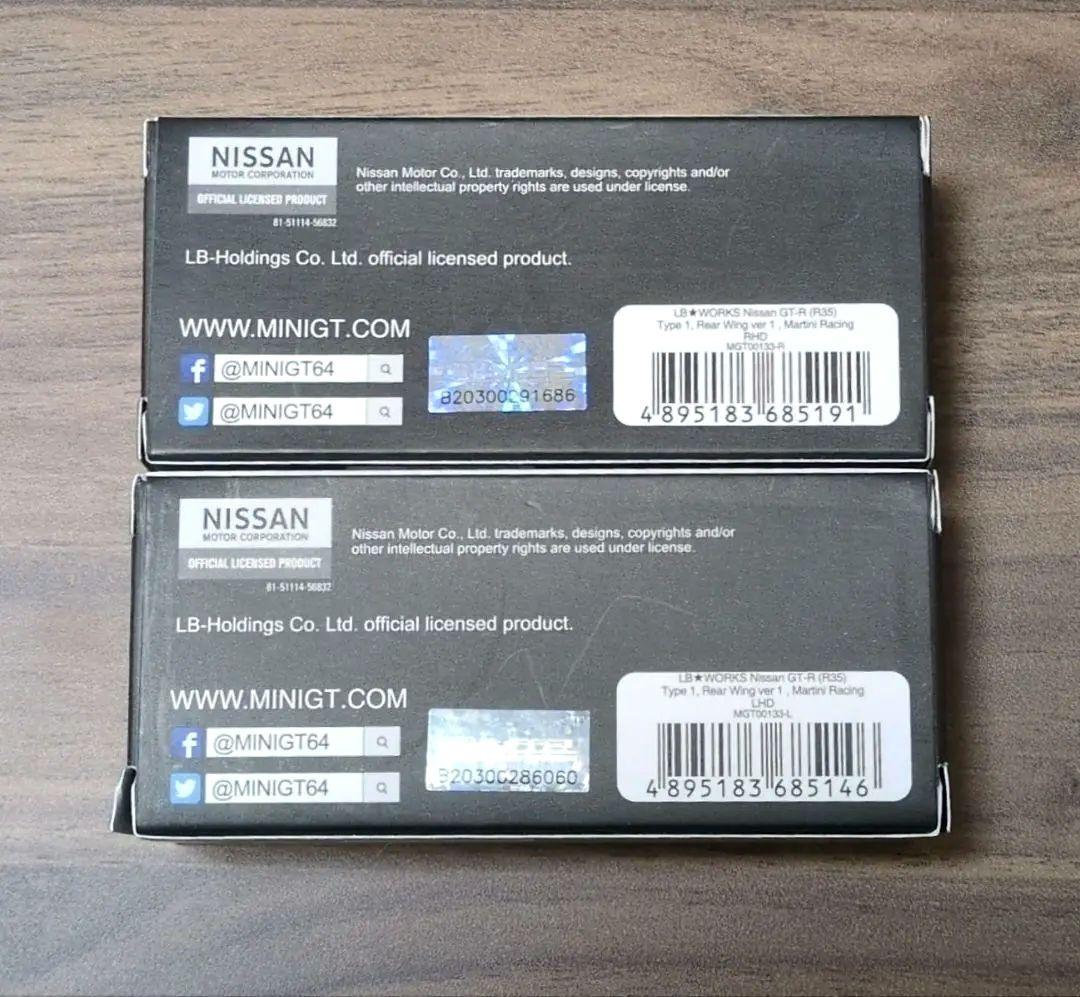 NISSAN
MOTOR CORPORATION
OFFICIAL LICENSED PRODUCT
81-51114-56832
Nissan Motor Co., Ltd. trademarks, designs, copyrights and/or
other intellectual property rights are used under license.
LB-Holdings Co. Ltd. official licensed product.
WWW.MINIGT.COM
@MINIGT64
@MINIGT64
B20300291686
LB★WORKS Nissan GT-R (R35)
Type 1, Rear Wing ver 1 , Martini Racing
RHD
MGT00133-R
4 895183 685191
NISSAN
MOTOR CORPORATION
OFFICIAL LICENSED PRODUCT
81-51114-56832
Nissan Motor Co., Ltd. trademarks, designs, copyrights and/or
other intellectual property rights are used under license.
LB-Holdings Co. Ltd. official licensed product.
WWW.MINIGT.COM
@MINIGT64
@MINIGT64
B20300286060
LB★WORKS Nissan GT-R (R35)
Type 1, Rear Wing ver 1 , Martini Racing
LHD
MGT00133-L
4 895183 685146